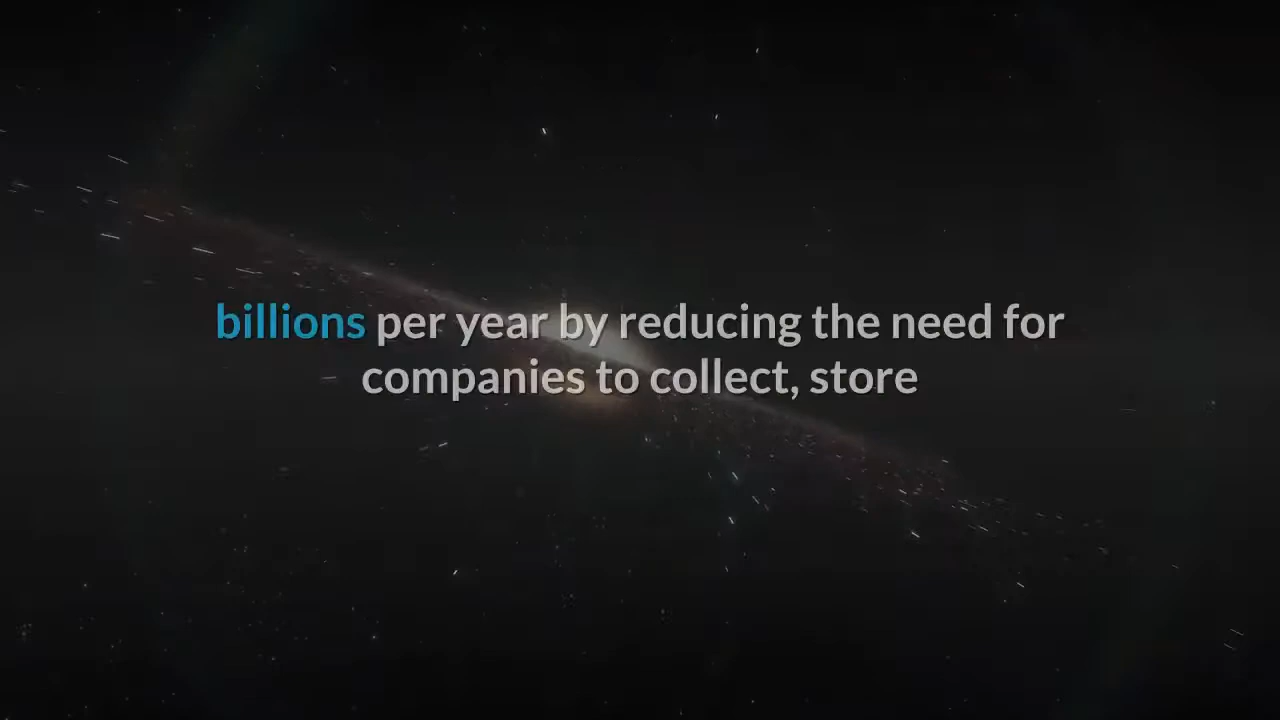 billions per year by reducing the need for
companies to collect, store